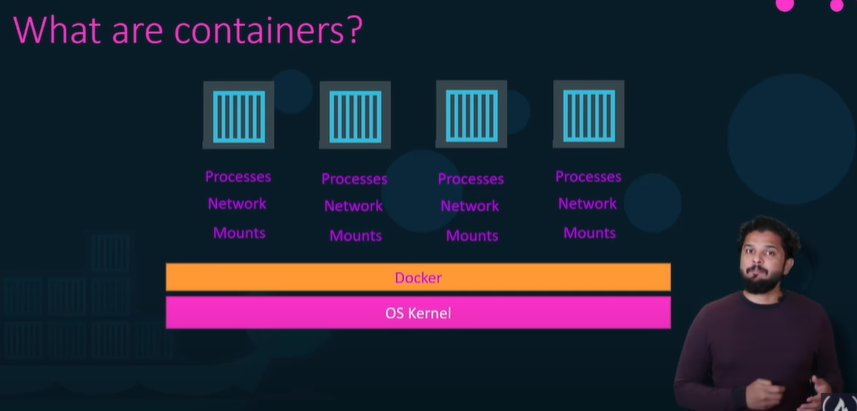 What are containers?
Processes Processes Processes Processes
Network Network Network Network
Mounts Mounts Mounts Mounts
Docker
OS Kernel